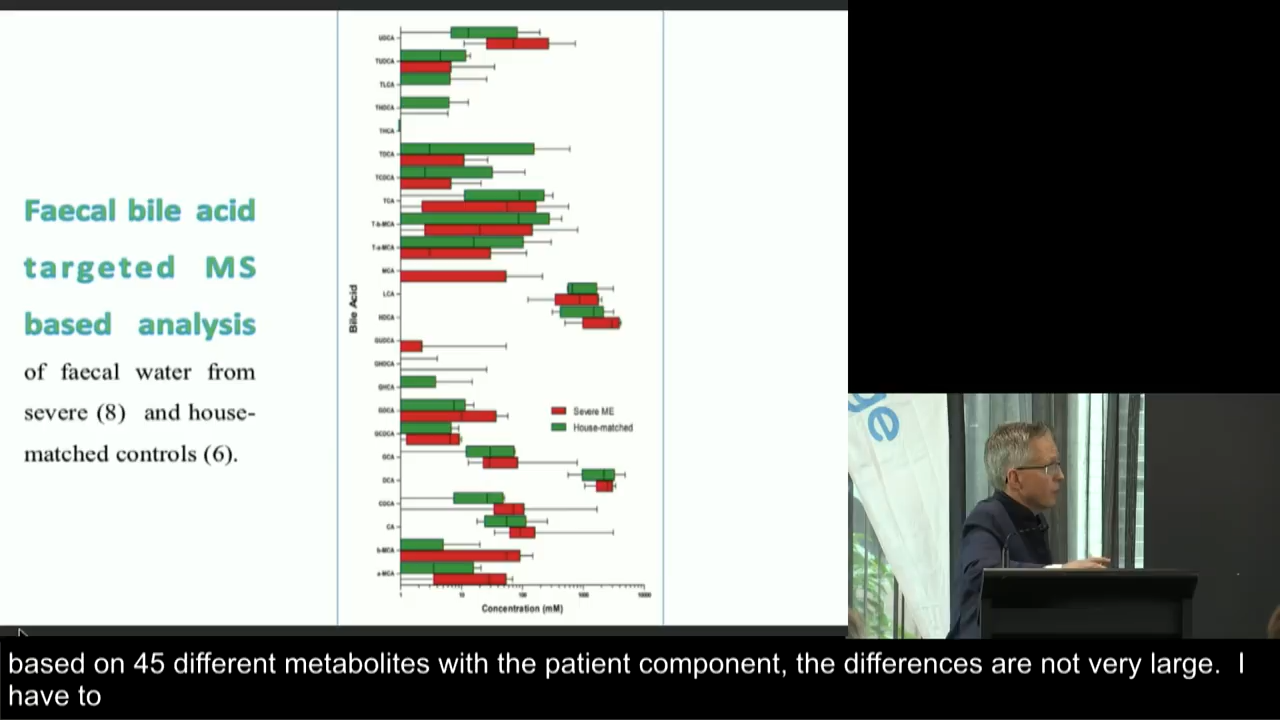 Faecal bile acid
targeted MS
based analysis
of faecal water from
severe (8) and house-
matched controls (6).
Bile Acid
UDCA
TUDCA
TLCA
THDCA
THCA
TDCA
TCDCA
TCA
T-b-MCA
T-a-MCA
MCA
LCA
HDCA
GUDCA
GHDCA
GHCA
GDCA
GCDCA
GCA
DCA
CDCA
CA
b-MCA
a-MCA
Severe ME
House-matched
1 10 100 1000 10000
Concentration (mM)
ge
based on 45 different metabolites with the patient component, the differences are not very large. I
have to